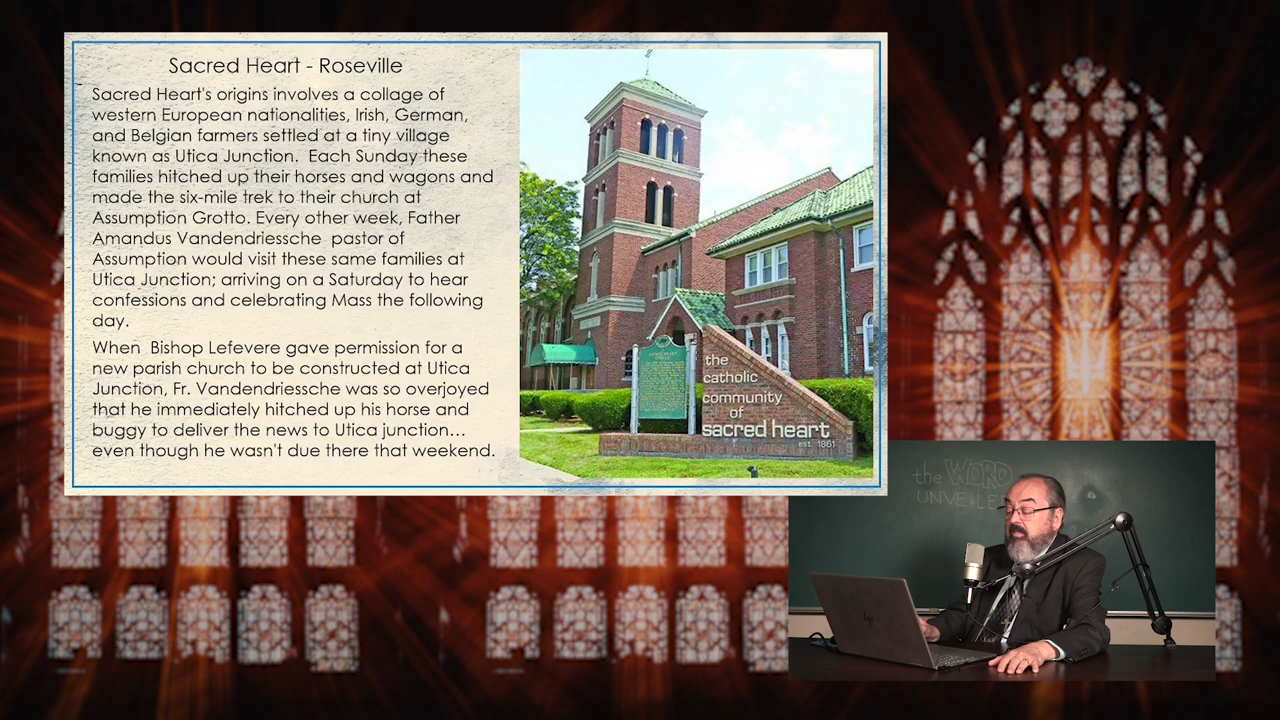 Sacred Heart - Roseville
Sacred Heart's origins involves a collage of
western European nationalities, Irish, German,
and Belgian farmers settled at a tiny village
known as Utica Junction.  Each Sunday these
families hitched up their horses and wagons and
made the six-mile trek to their church at
Assumption Grotto. Every other week, Father
Amandus Vandendriessche  pastor of
Assumption would visit these same families at
Utica Junction; arriving on a Saturday to hear
confessions and celebrating Mass the following
day.
When  Bishop Lefevere gave permission for a
new parish church to be constructed at Utica
Junction, Fr. Vandendriessche was so overjoyed
that he immediately hitched up his horse and
buggy to deliver the news to Utica junction…
even though he wasn't due there that weekend.
the
catholic
community
of
sacred heart
est. 1861
the WORD
UNVEILE
hp